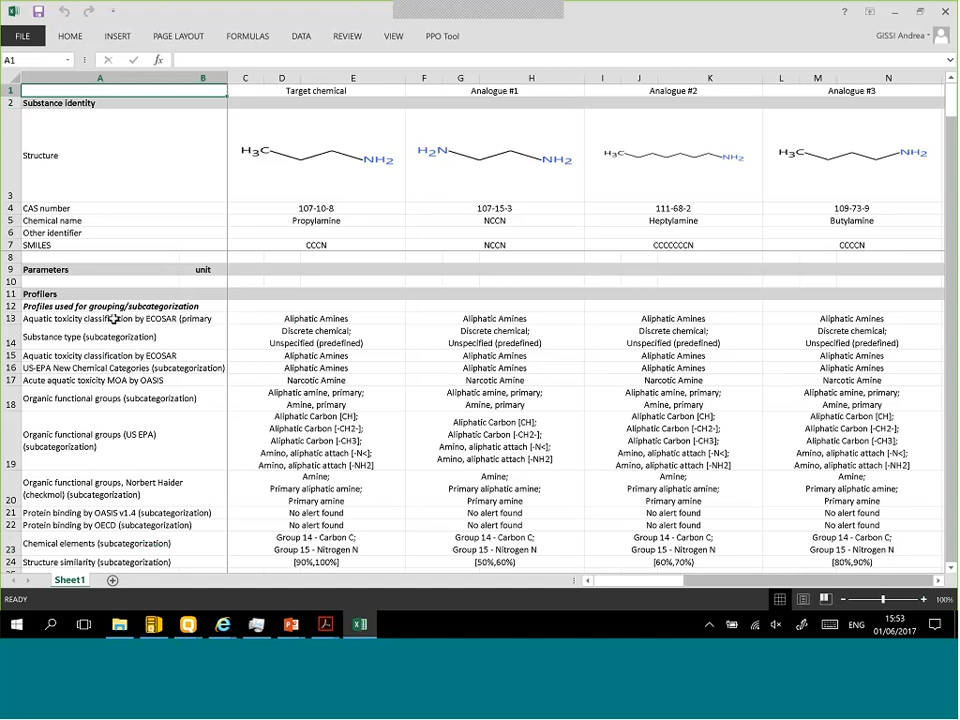 FILE HOME INSERT PAGE LAYOUT FORMULAS DATA REVIEW VIEW PPO Tool GISSI Andrea
A1 fx
A B C D E F G H I J K L M N
1 Target chemical Analogue #1 Analogue #2 Analogue #3
2 Substance identity
3 Structure H₃C NH₂ H₂N NH₂ H₃C NH₂ H₃C NH₂
4 CAS number 107-10-8 107-15-3 111-68-2 109-73-9
5 Chemical name Propylamine NCCN Heptylamine Butylamine
6 Other identifier
7 SMILES CCCN NCCN CCCCCCCN CCCCN
8
9 Parameters unit
10
11 Profilers
12 Profiles used for grouping/subcategorization
13 Aquatic toxicity classification by ECOSAR (primary Aliphatic Amines Aliphatic Amines Aliphatic Amines Aliphatic Amines
Discrete chemical; Discrete chemical; Discrete chemical; Discrete chemical;
14 Substance type (subcategorization) Unspecified (predefined) Unspecified (predefined) Unspecified (predefined) Unspecified (predefined)
15 Aquatic toxicity classification by ECOSAR Aliphatic Amines Aliphatic Amines Aliphatic Amines Aliphatic Amines
16 US-EPA New Chemical Categories (subcategorization) Aliphatic Amines Aliphatic Amines Aliphatic Amines Aliphatic Amines
17 Acute aquatic toxicity MOA by OASIS Narcotic Amine Narcotic Amine Narcotic Amine Narcotic Amine
Aliphatic amine, primary; Aliphatic amine, primary; Aliphatic amine, primary; Aliphatic amine, primary;
18 Organic functional groups (subcategorization) Amine, primary Amine, primary Amine, primary Amine, primary
Aliphatic Carbon [CH]; Aliphatic Carbon [CH]; Aliphatic Carbon [CH]; Aliphatic Carbon [CH];
Aliphatic Carbon [-CH2-]; Aliphatic Carbon [-CH2-]; Aliphatic Carbon [-CH2-]; Aliphatic Carbon [-CH2-];
Organic functional groups (US EPA) Aliphatic Carbon [-CH3]; Amino, aliphatic attach [-N<]; Aliphatic Carbon [-CH3]; Aliphatic Carbon [-CH3];
(subcategorization) Amino, aliphatic attach [-N<]; Amino, aliphatic attach [-NH2] Amino, aliphatic attach [-N<]; Amino, aliphatic attach [-N<];
19 Amino, aliphatic attach [-NH2] Amino, aliphatic attach [-NH2] Amino, aliphatic attach [-NH2]
Amine; Amine; Amine; Amine;
Organic functional groups, Norbert Haider Primary aliphatic amine; Primary aliphatic amine; Primary aliphatic amine; Primary aliphatic amine;
20 (checkmol) (subcategorization) Primary amine Primary amine Primary amine Primary amine
21 Protein binding by OASIS v1.4 (subcategorization) No alert found No alert found No alert found No alert found
22 Protein binding by OECD (subcategorization) No alert found No alert found No alert found No alert found
Group 14 - Carbon C; Group 14 - Carbon C; Group 14 - Carbon C; Group 14 - Carbon C;
23 Chemical elements (subcategorization) Group 15 - Nitrogen N Group 15 - Nitrogen N Group 15 - Nitrogen N Group 15 - Nitrogen N
24 Structure similarity (subcategorization) [90%,100%] [50%,60%) [60%,70%) [80%,90%)
Sheet1
READY 100%
ENG 15:53
01/06/2017